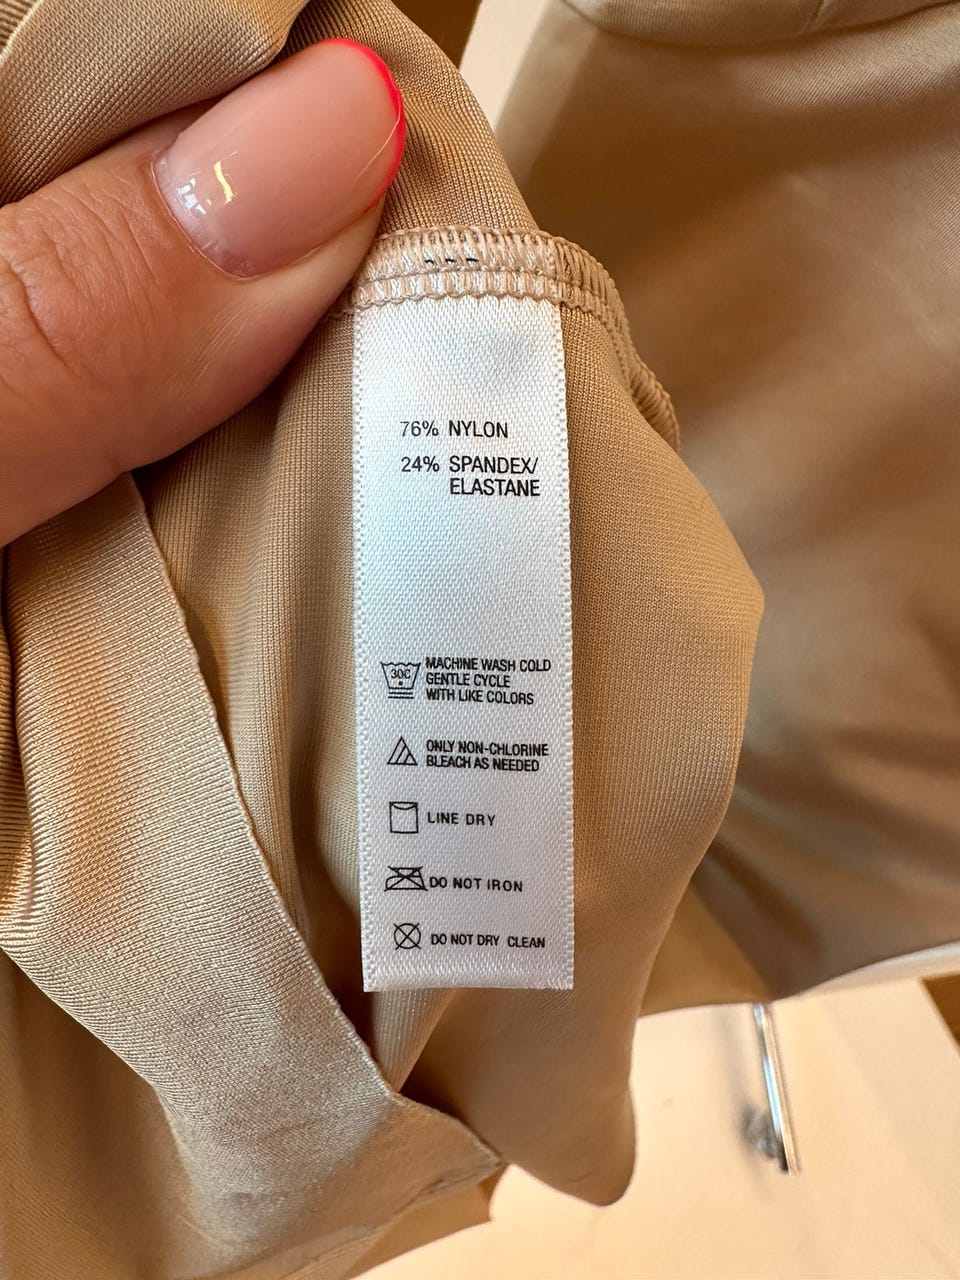 76% NYLON
24% SPANDEX/
ELASTANE
30C
MACHINE WASH COLD
GENTLE CYCLE
WITH LIKE COLORS
ONLY NON-CHLORINE
BLEACH AS NEEDED
LINE DRY
DO NOT IRON
DO NOT DRY CLEAN